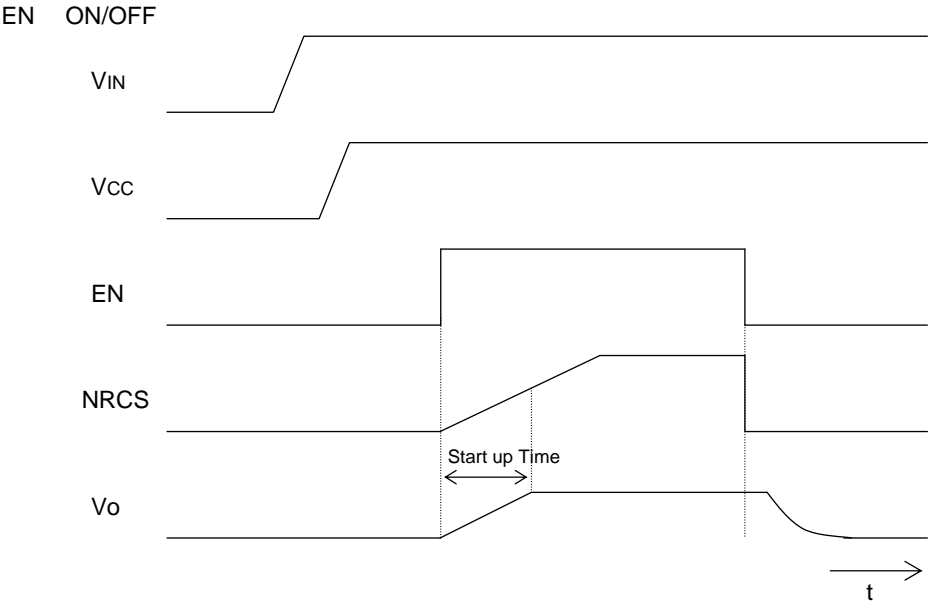 EN ON/OFF
VIN
VCC
EN
NRCS
Start up Time
Vo
t